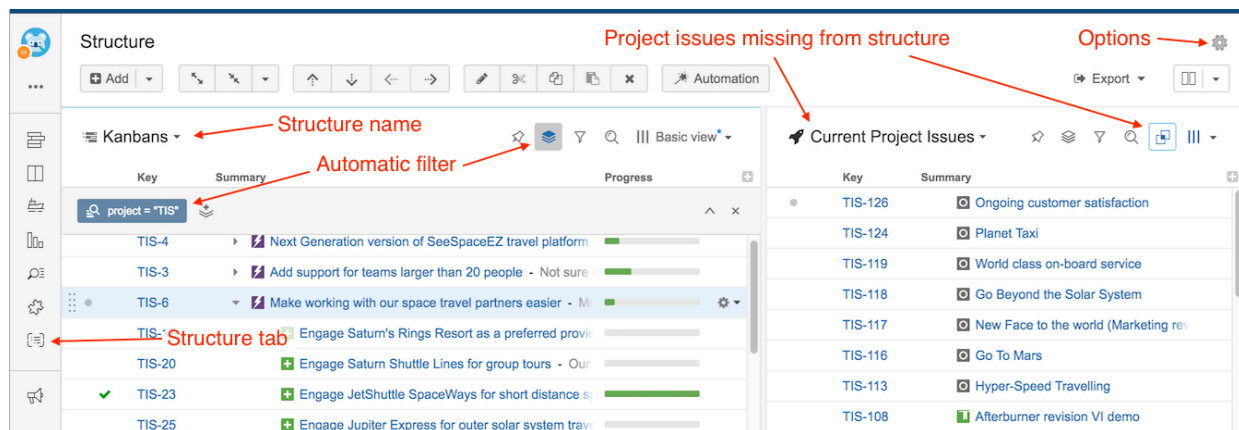 Structure
Project issues missing from structure
Options
Add
Automation
Export
Kanbans
Structure name
Basic view
Current Project Issues
Automatic filter
Key Summary Progress
Key Summary
project = "TIS"
TIS-4 Next Generation version of SeeSpaceEZ travel platform
TIS-3 Add support for teams larger than 20 people - Not sure
TIS-6 Make working with our space travel partners easier -
Engage Saturn's Rings Resort as a preferred
Structure tab
TIS-20 Engage Saturn Shuttle Lines for group tours - Our
TIS-23 Engage JetShuttle SpaceWays for short distance
TIS-25 Engage Jupiter Express for outer solar system
TIS-126 Ongoing customer satisfaction
TIS-124 Planet Taxi
TIS-119 World class on-board service
TIS-118 Go Beyond the Solar System
TIS-117 New Face to the world (Marketing
TIS-116 Go To Mars
TIS-113 Hyper-Speed Travelling
TIS-108 Afterburner revision VI demo